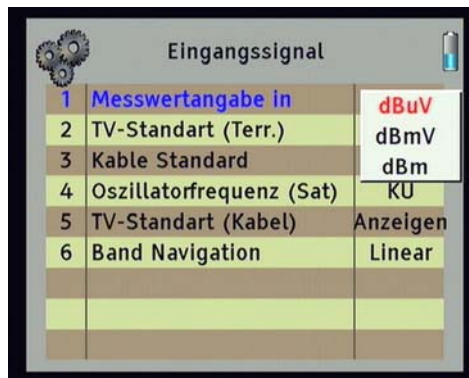 Eingangssignal
1 Messwertangabe in dBuV
2 TV-Standart (Terr.) dBmV
3 Kable Standard dBm
4 Oszillatorfrequenz (Sat) KU
5 TV-Standart (Kabel) Anzeigen
6 Band Navigation Linear